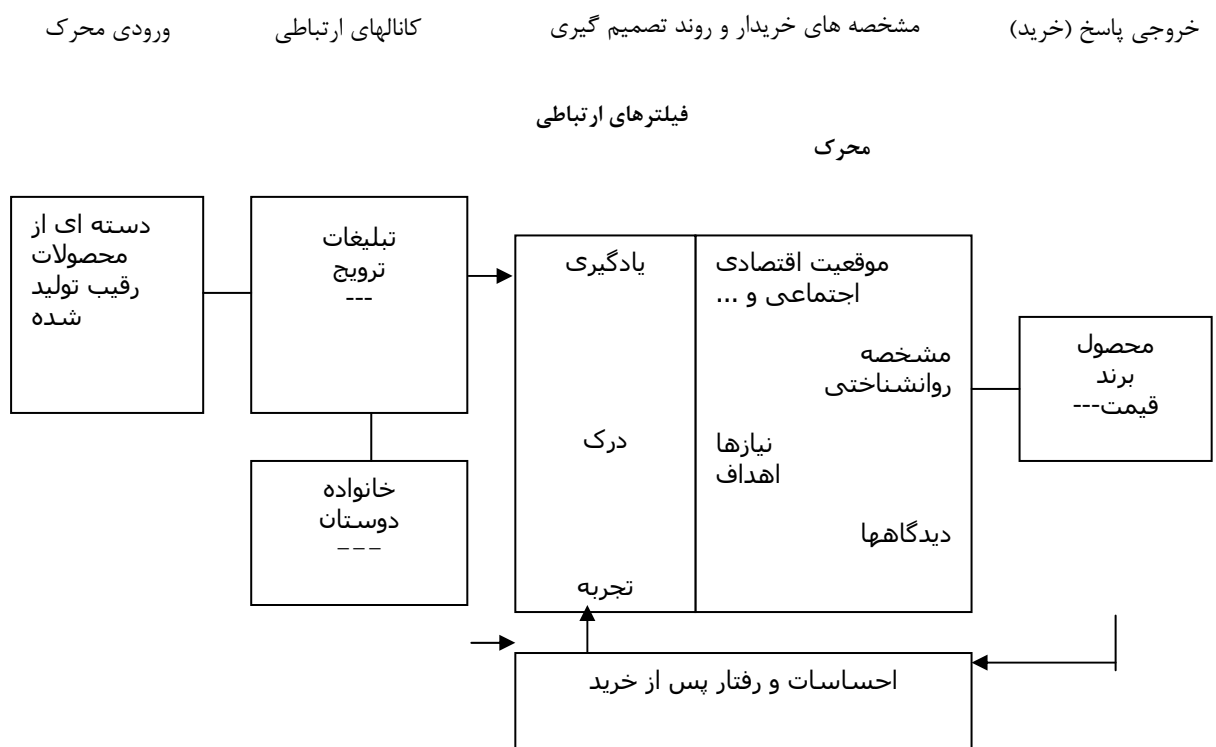 خروجی پاسخ (خرید)
مشخصه های خریدار و روند تصمیم گیری
کانالهای ارتباطی
ورودی محرک
فیلترهای ارتباطی
محرک
دسته ای از
محصولات
رقیب تولید
شده
تبلیغات
ترویج
---
خانواده
دوستان
---
یادگیری
درک
تجربه
موقعیت اقتصادی
اجتماعی و ...
مشخصه
روانشناختی
نیازها
اهداف
دیدگاهها
محصول
برند
قیمت---
احساسات و رفتار پس از خرید